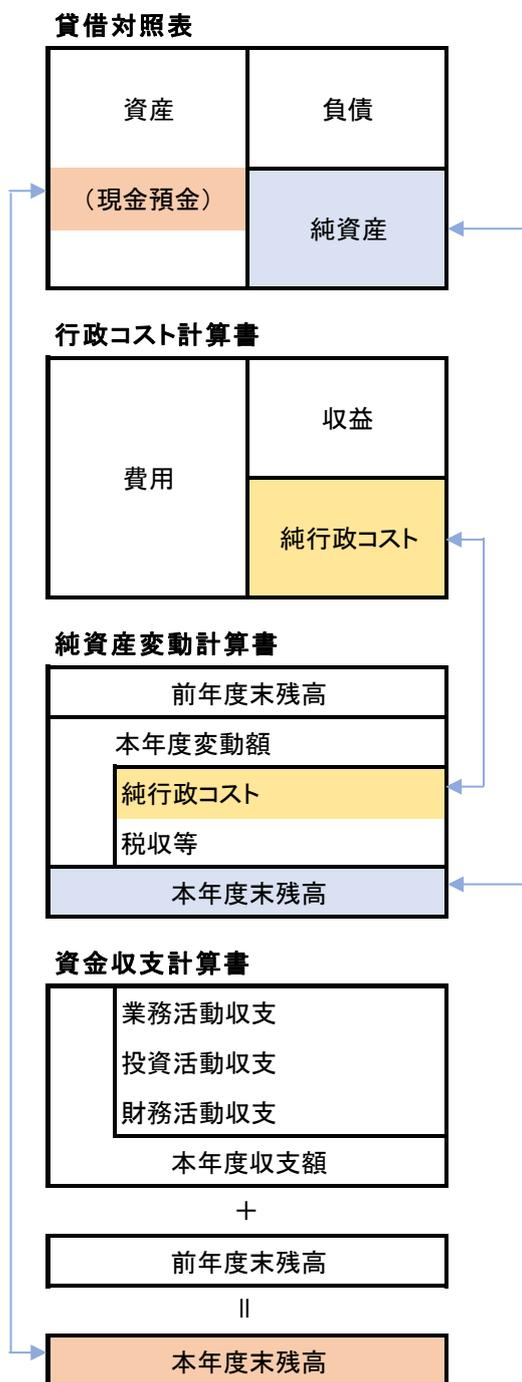 貸借対照表
資産
負債
（現金預金）
純資産
行政コスト計算書
収益
費用
純行政コスト
純資産変動計算書
前年度末残高
本年度変動額
純行政コスト
税収等
本年度末残高
資金収支計算書
業務活動収支
投資活動収支
財務活動収支
本年度収支額
＋
前年度末残高
॥
本年度末残高